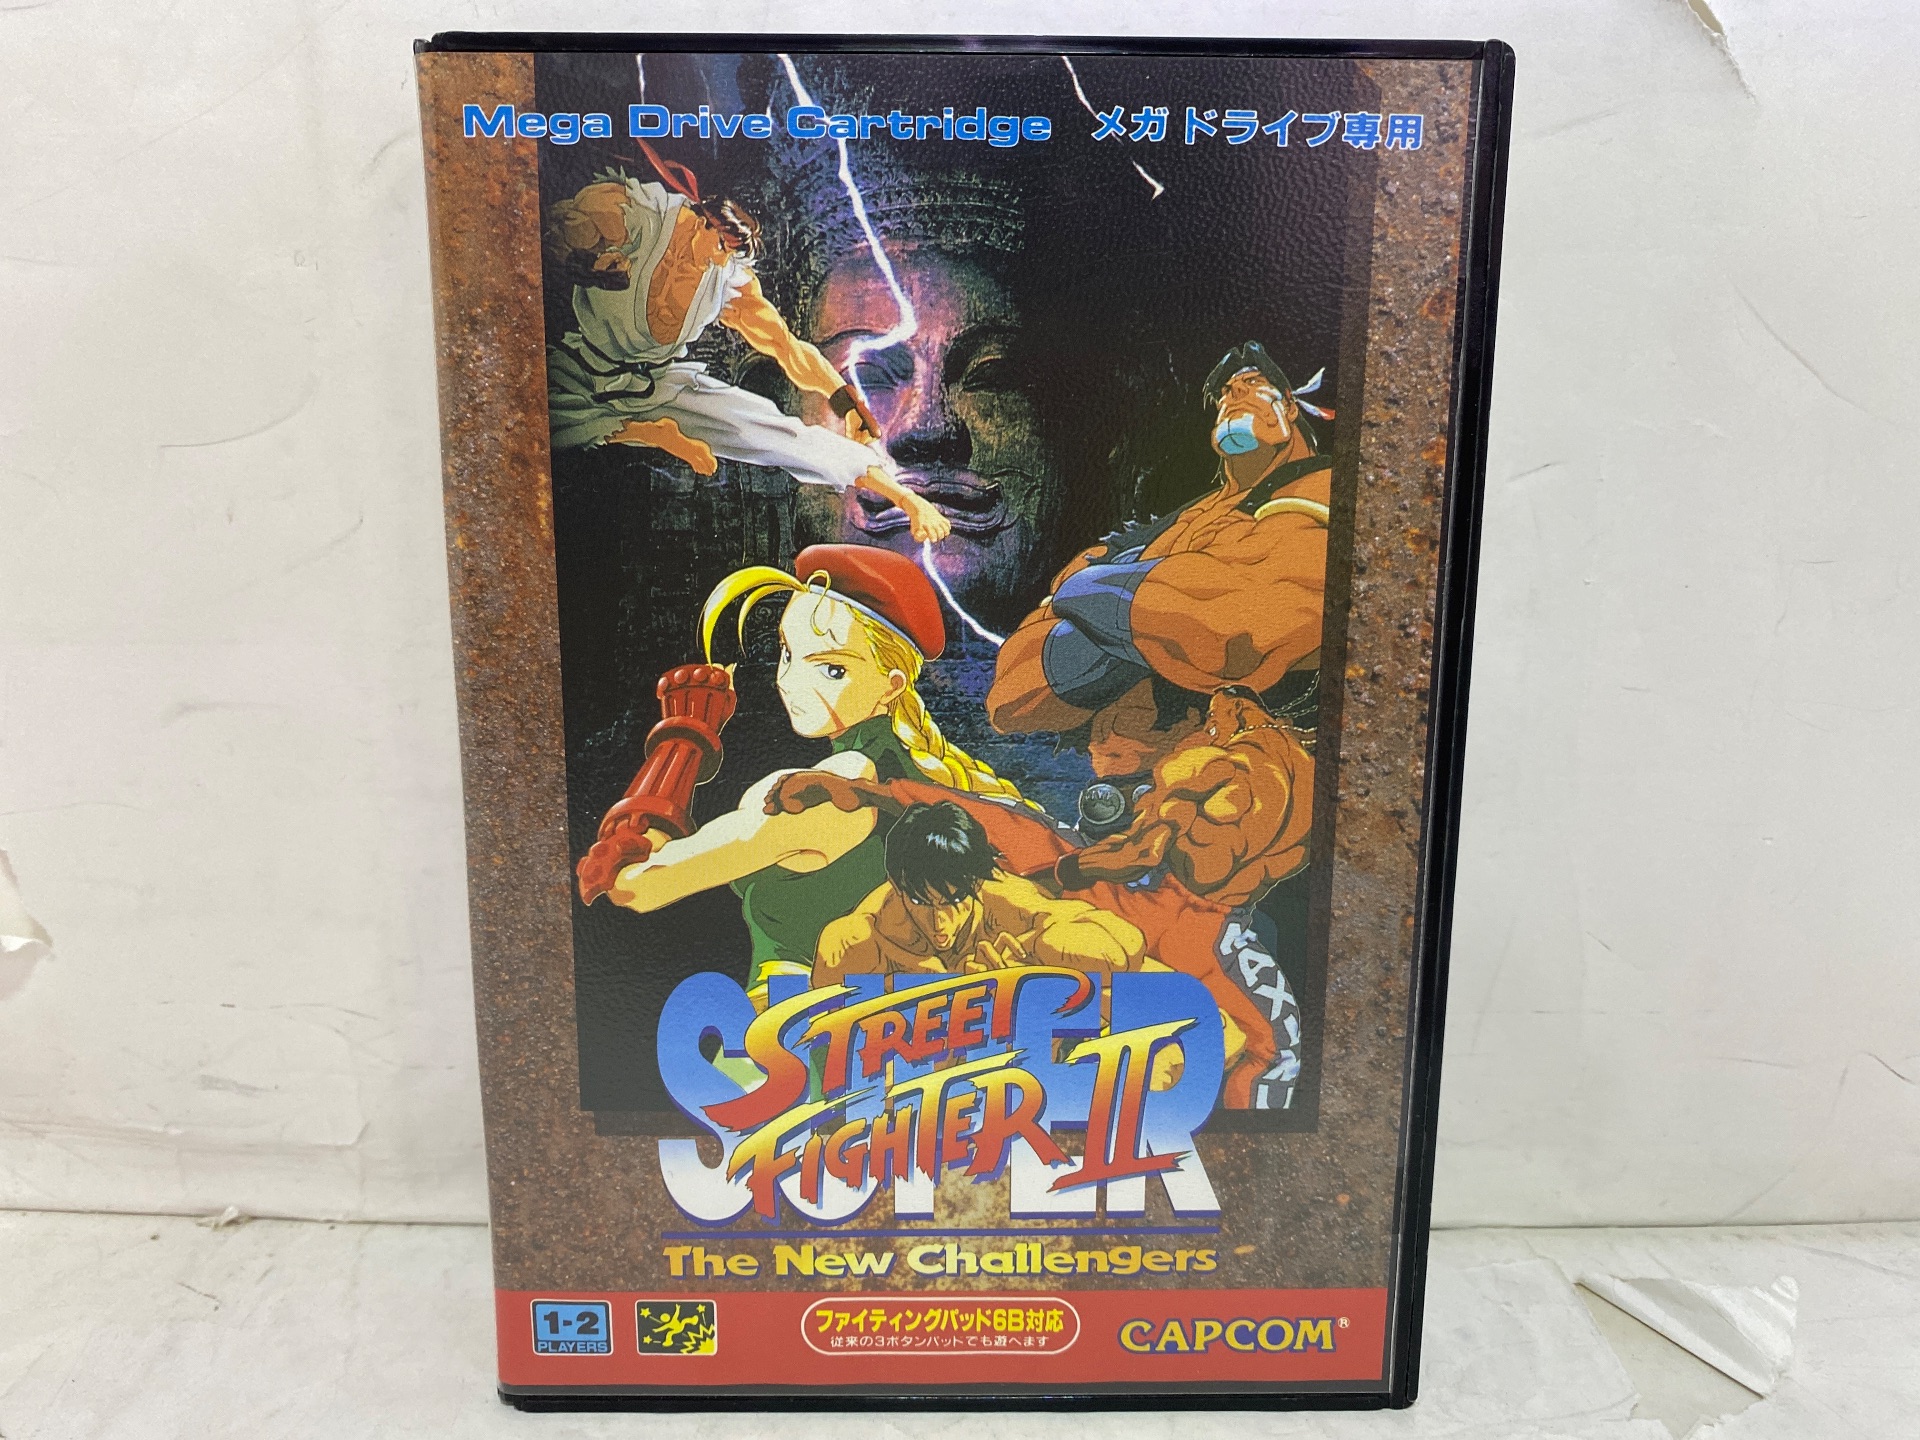 Mega Drive Cartridge メガドライブ専用
MAXIMUM
SUPER
STREET
FIGHTER II
The New Challengers
1-2
PLAYERS
ファイティングパッド6B対応
従来の3ボタンパットでも遊べます
CAPCOM®